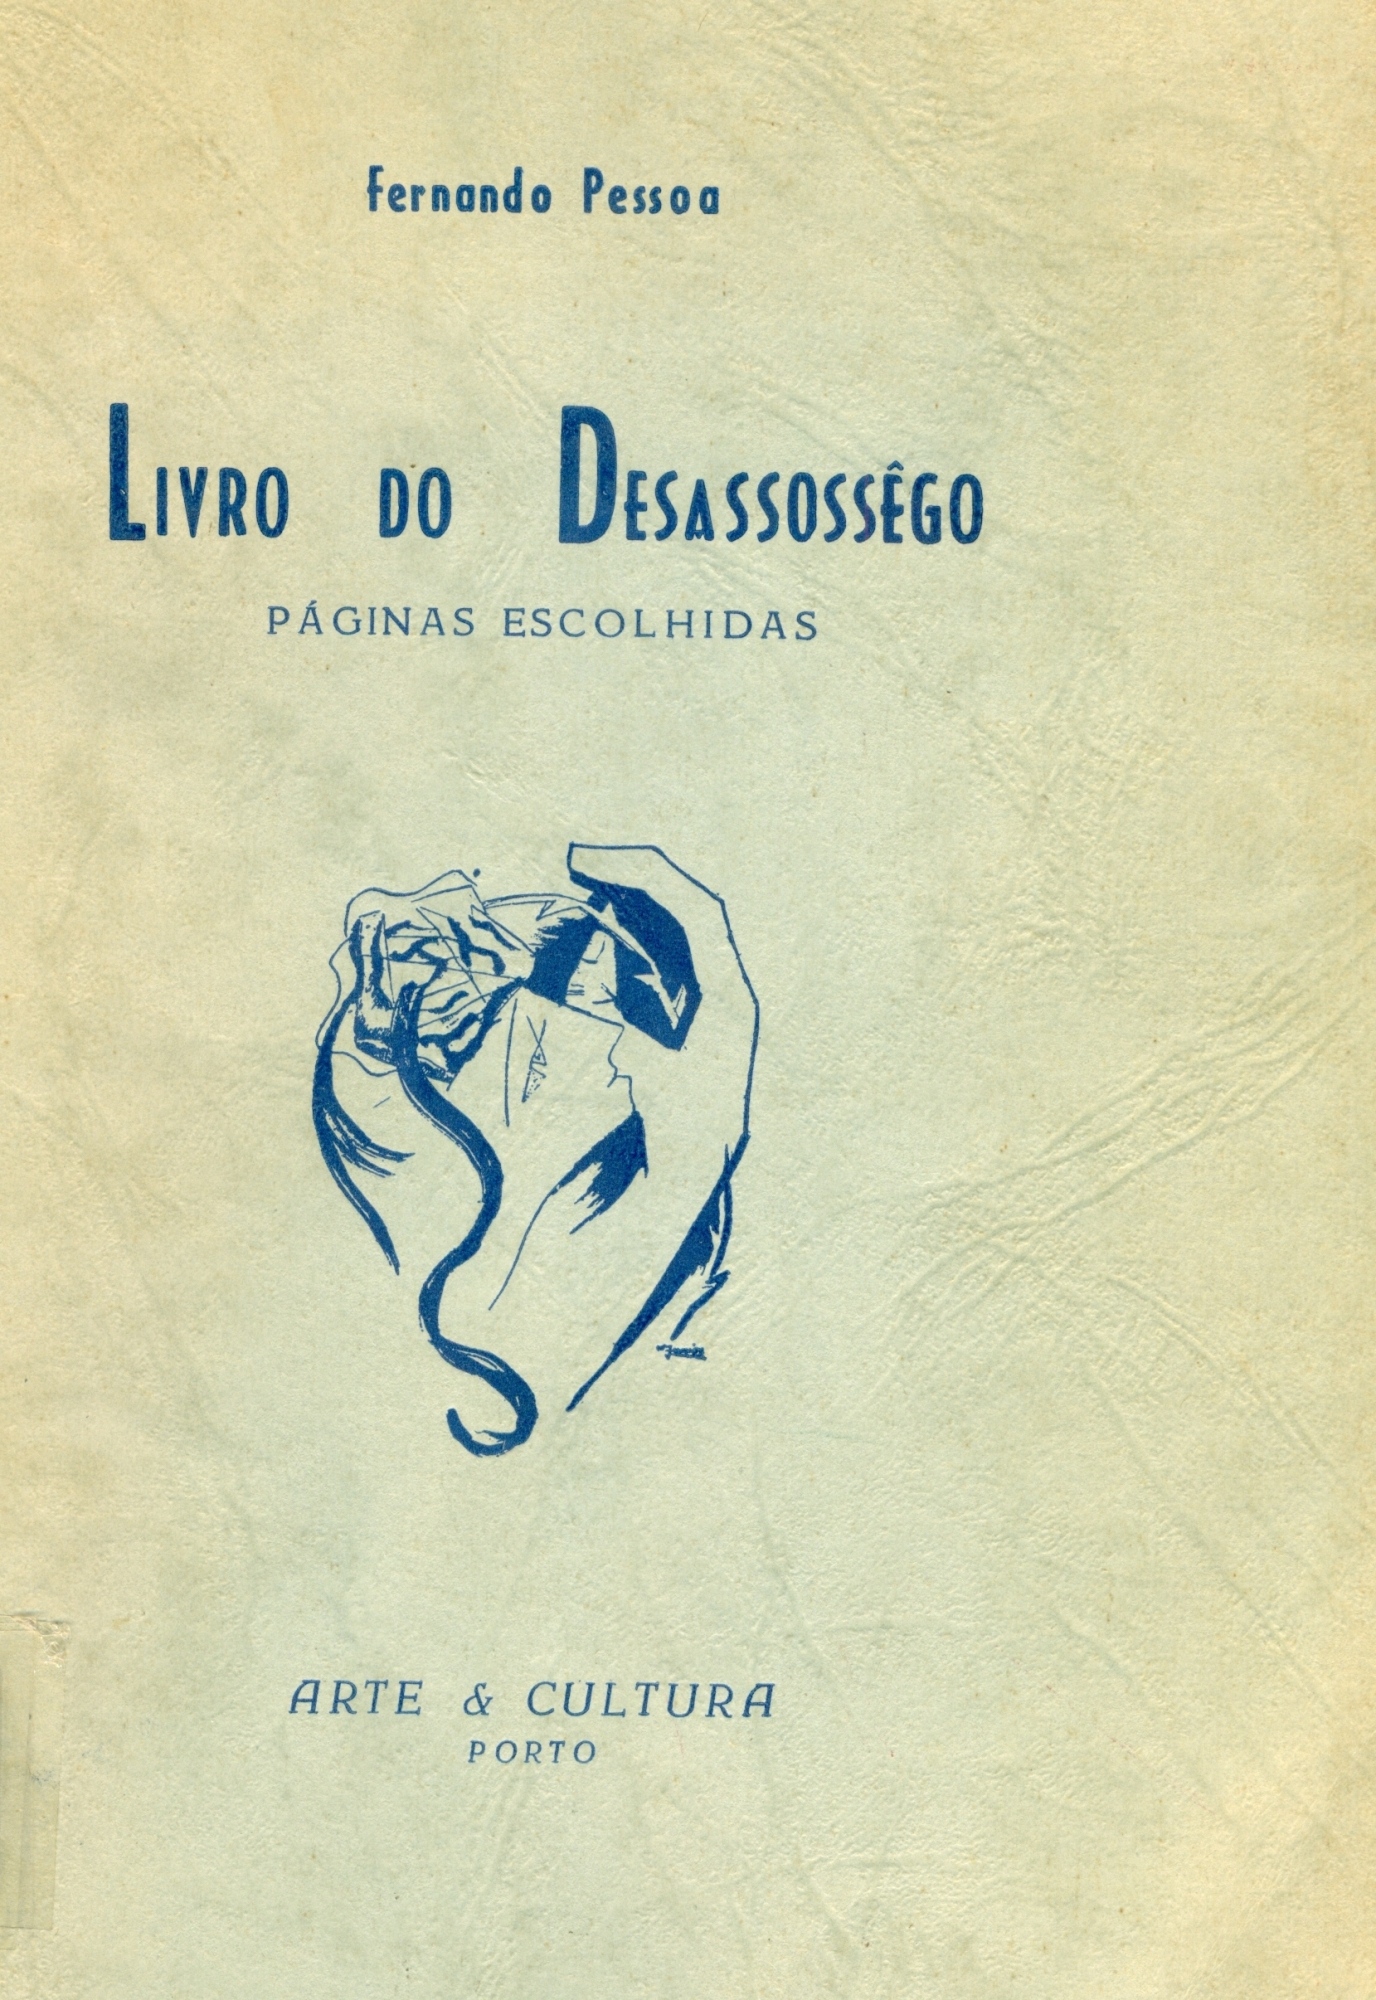 Fernando Pessoa
LIVRO DO DESASSOSSÊGO
PÁGINAS ESCOLHIDAS
ARTE & CULTURA
PORTO